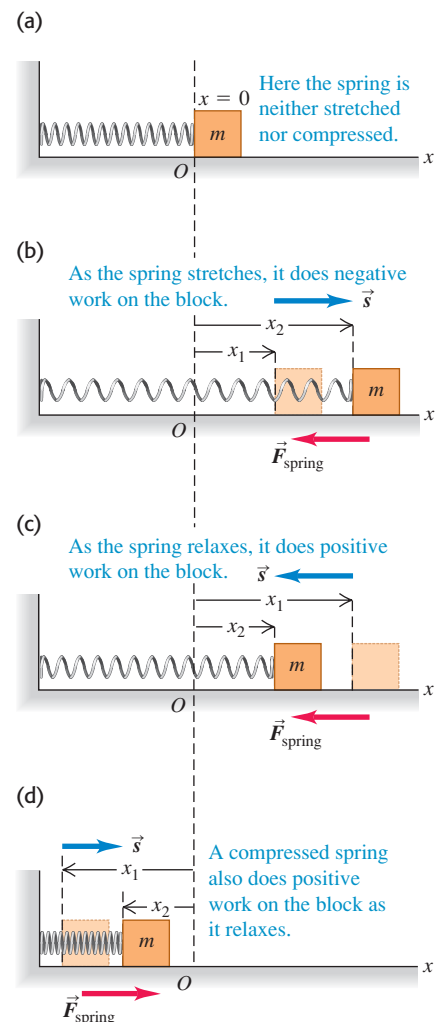 (a)
x = 0
Here the spring is
neither stretched
nor compressed.
m
x
O
(b)
As the spring stretches, it does negative
work on the block.
s⃗
x₂
x₁
m
x
O
F⃗spring
(c)
As the spring relaxes, it does positive
work on the block.
s⃗
x₁
x₂
m
x
O
F⃗spring
(d)
s⃗
x₁
A compressed spring
also does positive
work on the block as
it relaxes.
x₂
m
x
O
F⃗spring